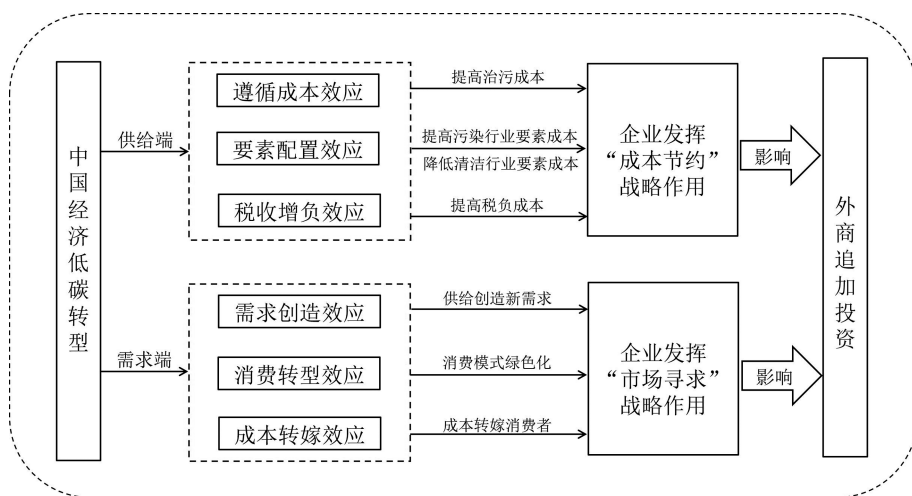 中国经济低碳转型
供给端
遵循成本效应
要素配置效应
税收增负效应
提高治污成本
提高污染行业要素成本
降低清洁行业要素成本
提高税负成本
企业发挥
“成本节约”
战略作用
影响
需求端
需求创造效应
消费转型效应
成本转嫁效应
供给创造新需求
消费模式绿色化
成本转嫁消费者
企业发挥
“市场寻求”
战略作用
影响
外商追加投资